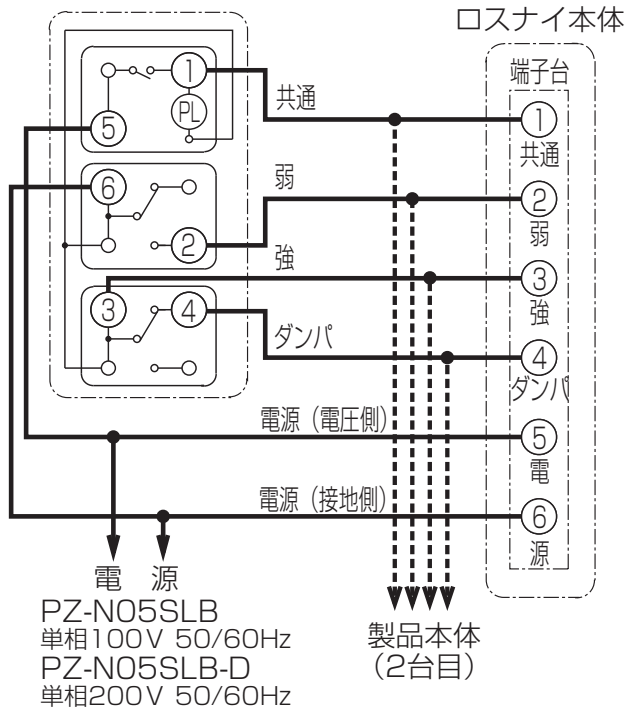 ロスナイ本体
端子台
①
PL
⑤
共通
①
共通
⑥
②
弱
②
弱
強
③
④
③
強
ダンパ
④
ダンパ
電源（電圧側）
⑤
電
電源（接地側）
⑥
源
電 源
PZ-N05SLB
単相100V 50/60Hz
PZ-N05SLB-D
単相200V 50/60Hz
製品本体
（2台目）